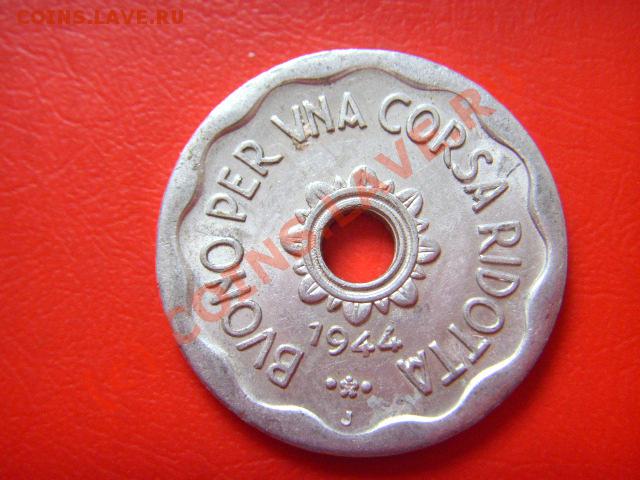 COINS.LAVE.RU
BVONO PER VNA CORSA RIDOTTA
1944
J
COINS.LAVE.RU